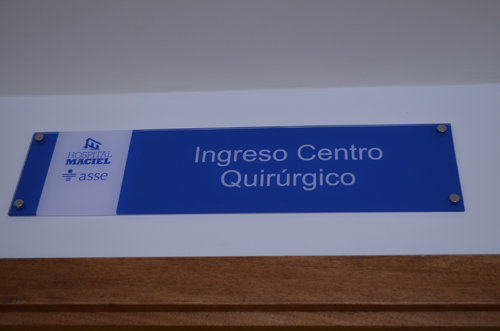 HOSPITAL
MACIEL
asse
Ingreso Centro
Quirúrgico